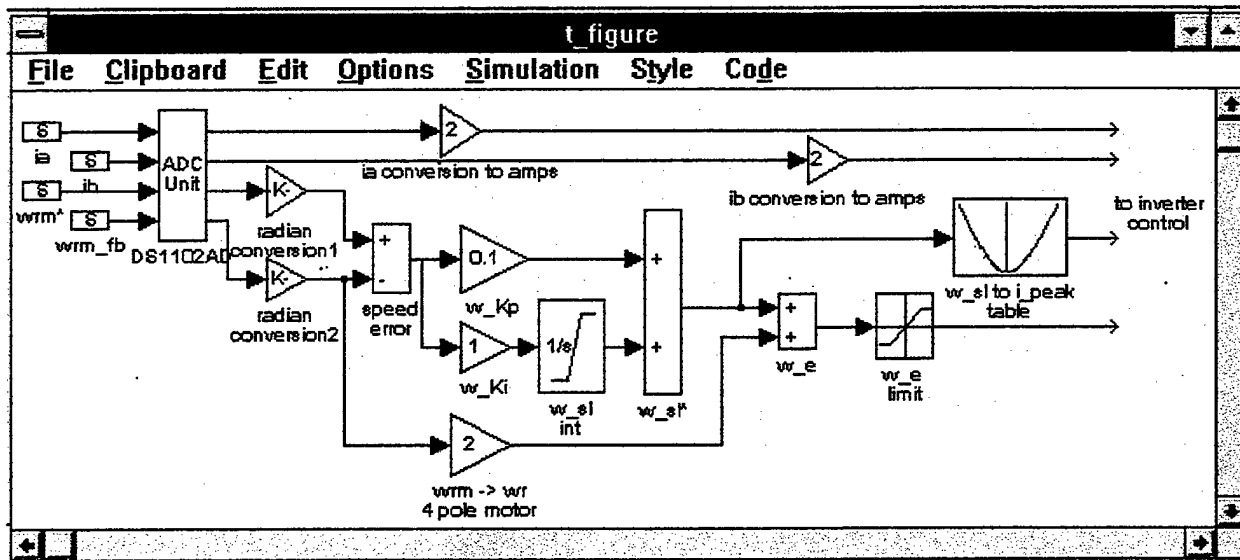 t_figure
File Clipboard Edit Options Simulation Style Code
S
ia
S
ib
S
wrm*
S
wrm_fb
ADC
Unit
DS1102AD
2
ia conversion to amps
2
ib conversion to amps
K-
radian
conversion1
K-
radian
conversion2
+
-
speed
error
0.1
w_Kp
1
w_Ki
1/s
w_sl
int
+
+
w_sl*
2
wrm -> wr
4 pole motor
+
+
w_e
w_e
limit
w_sl to i_peak
table
to inverter
control